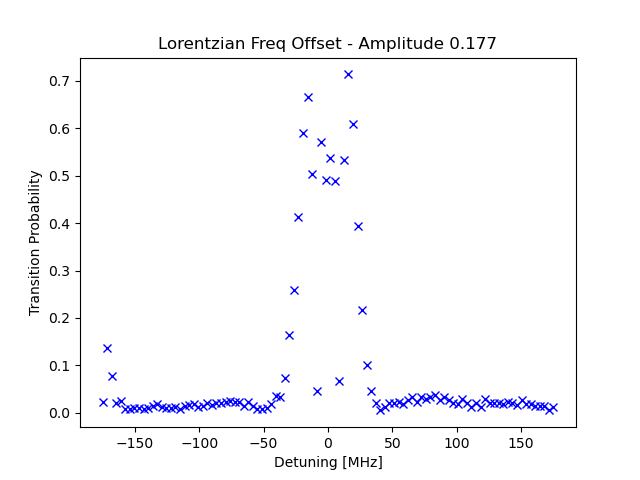 Lorentzian Freq Offset - Amplitude 0.177
0.7
0.6
0.5
0.4
0.3
0.2
0.1
0.0
Transition Probability
−150 −100 −50 0 50 100 150
Detuning [MHz]